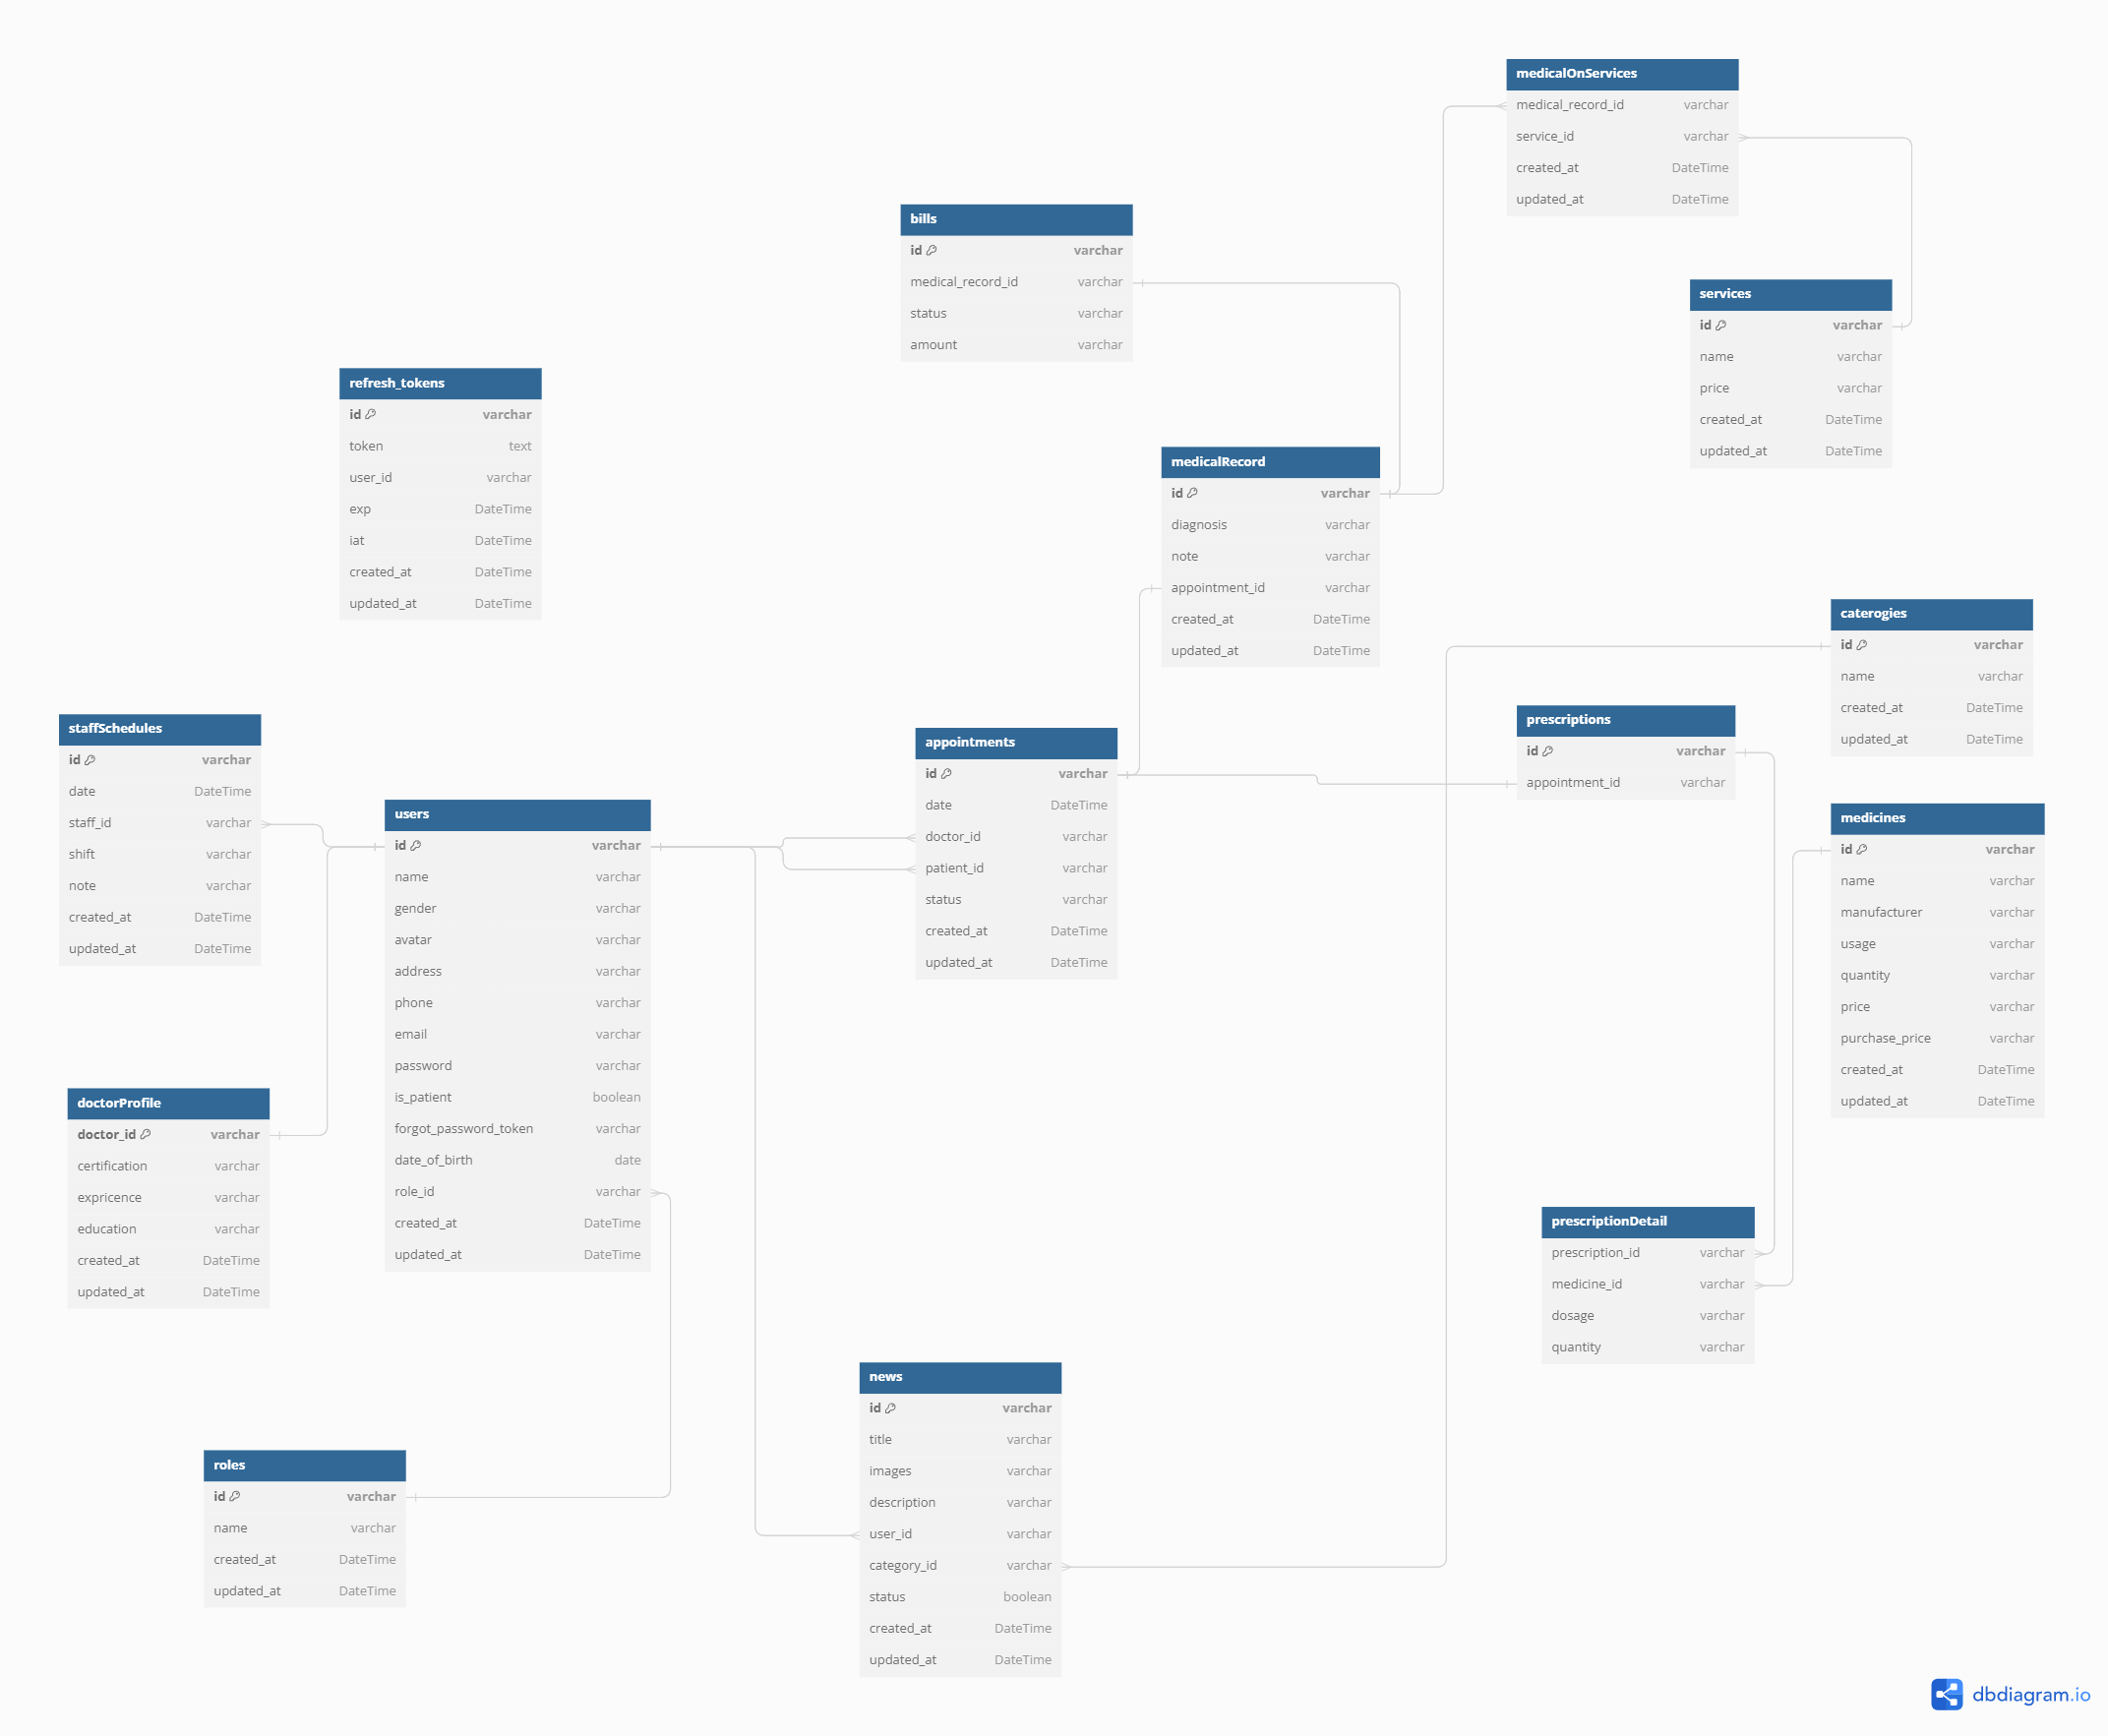 medicalOnServices
medical_record_id varchar
service_id varchar
created_at DateTime
updated_at DateTime
bills
id varchar
medical_record_id varchar
status varchar
amount varchar
services
id varchar
name varchar
price varchar
created_at DateTime
updated_at DateTime
refresh_tokens
id varchar
token text
user_id varchar
exp DateTime
iat DateTime
created_at DateTime
updated_at DateTime
medicalRecord
id varchar
diagnosis varchar
note varchar
appointment_id varchar
created_at DateTime
updated_at DateTime
caterogies
id varchar
name varchar
created_at DateTime
updated_at DateTime
prescriptions
id varchar
appointment_id varchar
staffSchedules
id varchar
date DateTime
staff_id varchar
shift varchar
note varchar
created_at DateTime
updated_at DateTime
appointments
id varchar
date DateTime
doctor_id varchar
patient_id varchar
status varchar
created_at DateTime
updated_at DateTime
users
id varchar
name varchar
gender varchar
avatar varchar
address varchar
phone varchar
email varchar
password varchar
is_patient boolean
forgot_password_token varchar
date_of_birth date
role_id varchar
created_at DateTime
updated_at DateTime
medicines
id varchar
name varchar
manufacturer varchar
usage varchar
quantity varchar
price varchar
purchase_price varchar
created_at DateTime
updated_at DateTime
doctorProfile
doctor_id varchar
certification varchar
expricence varchar
education varchar
created_at DateTime
updated_at DateTime
prescriptionDetail
prescription_id varchar
medicine_id varchar
dosage varchar
quantity varchar
news
id varchar
title varchar
images varchar
description varchar
user_id varchar
category_id varchar
status boolean
created_at DateTime
updated_at DateTime
roles
id varchar
name varchar
created_at DateTime
updated_at DateTime
dbdiagram.io